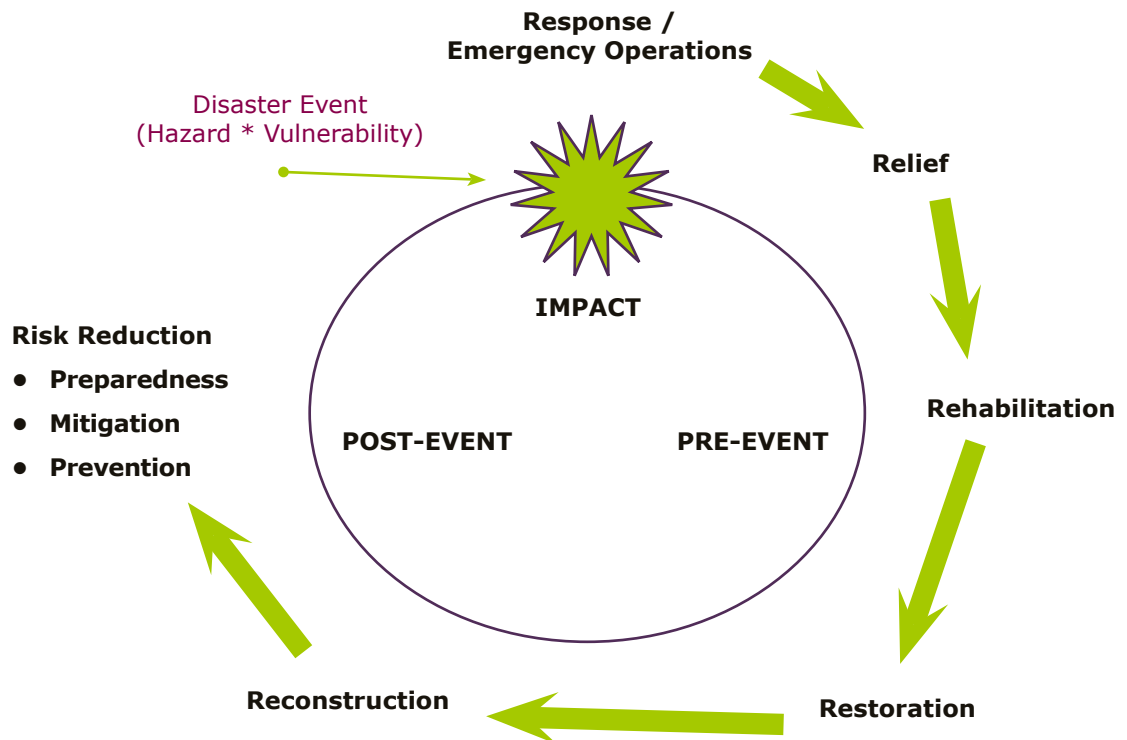 Response /
Emergency Operations
Disaster Event
(Hazard * Vulnerability)
Relief
IMPACT
Risk Reduction
● Preparedness
● Mitigation
● Prevention
Rehabilitation
POST-EVENT
PRE-EVENT
Reconstruction
Restoration